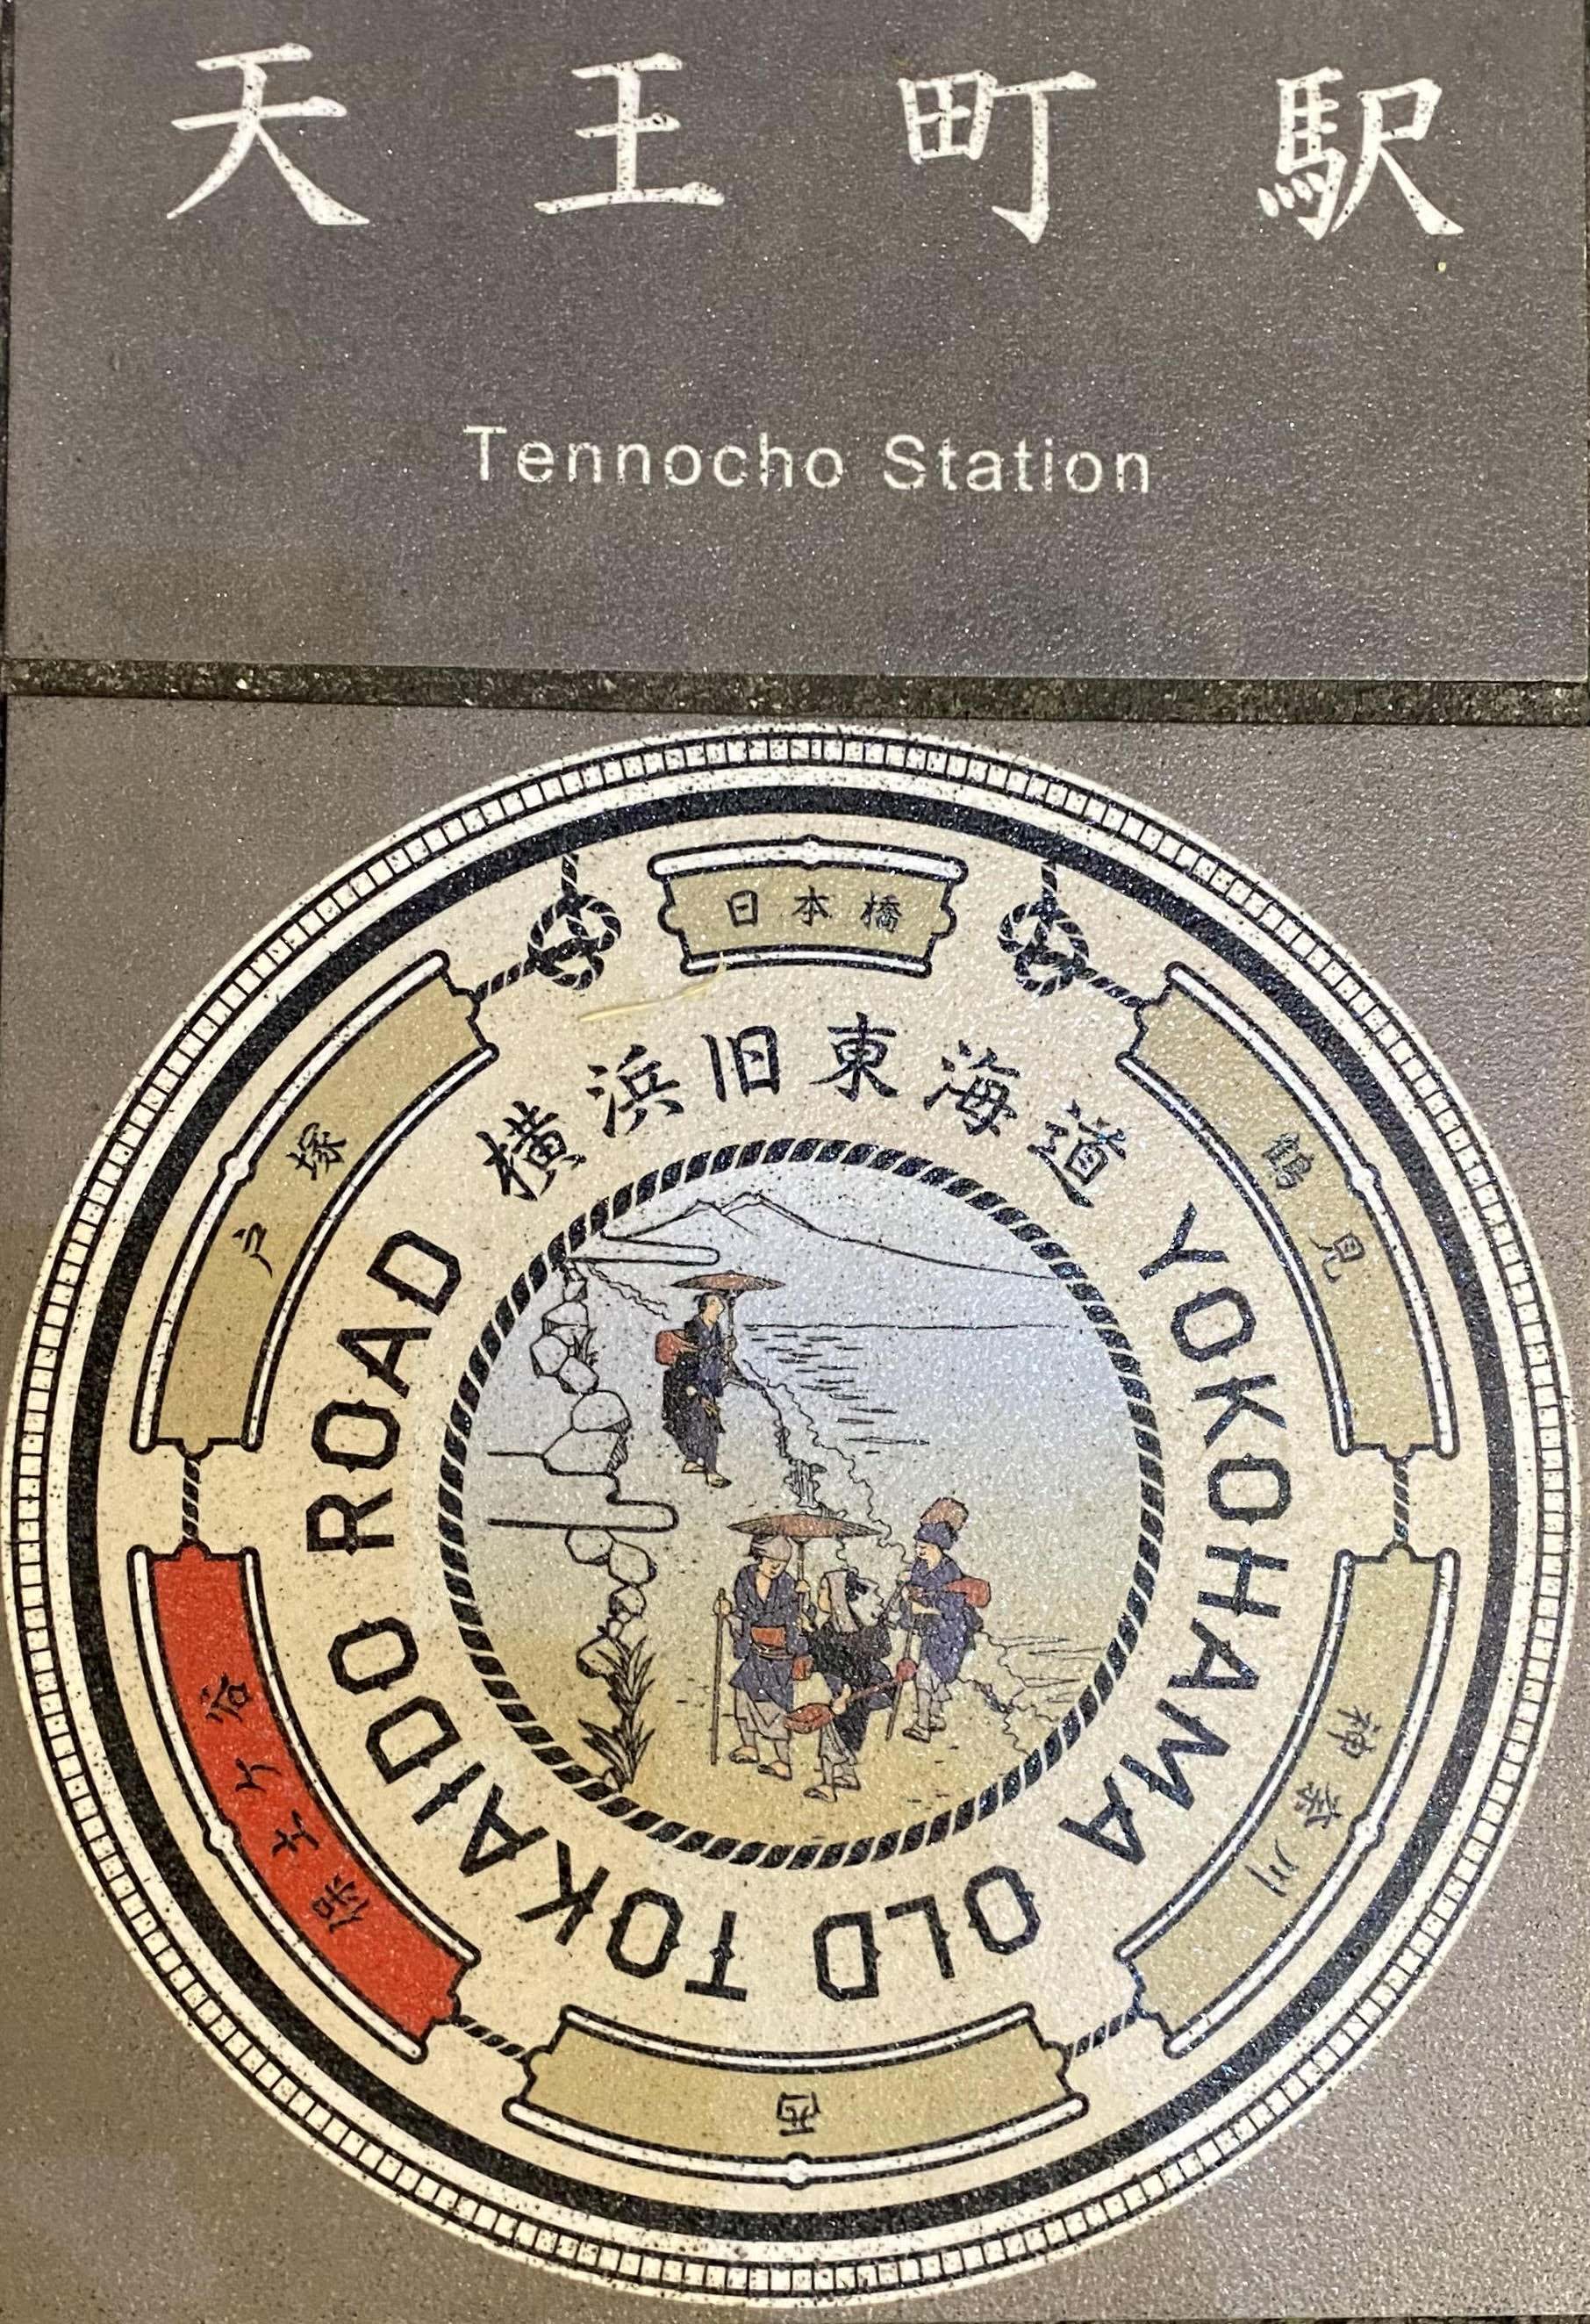 天王町駅
Tennocho Station
日本橋
鶴見
神奈川
西
保土ケ谷
戸塚
横浜旧東海道
YOKOHAMA OLD TOKAIDO ROAD